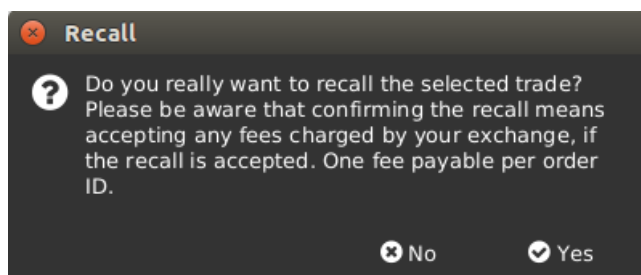 Recall
Do you really want to recall the selected trade?
Please be aware that confirming the recall means
accepting any fees charged by your exchange, if
the recall is accepted. One fee payable per order
ID.
No Yes